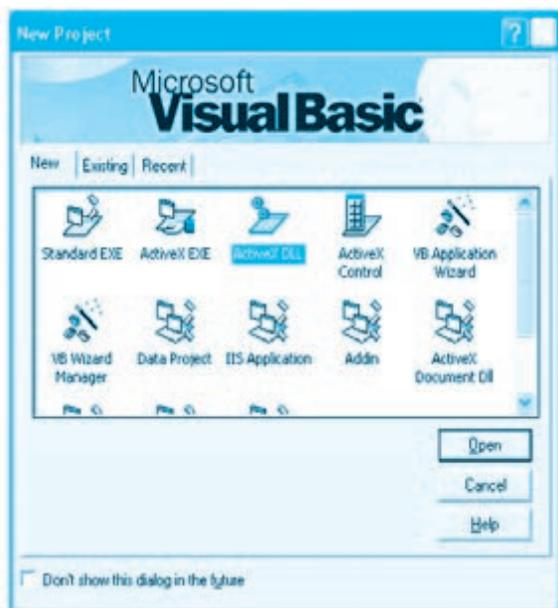 New Project
?
Microsoft
Visual Basic
New Existing Recent
Standard EXE ActiveX EXE ActiveX DLL ActiveX Control VB Application Wizard
VB Wizard Manager Data Project IIS Application Addin ActiveX Document Dll
Open
Cancel
Help
Don't show this dialog in the future